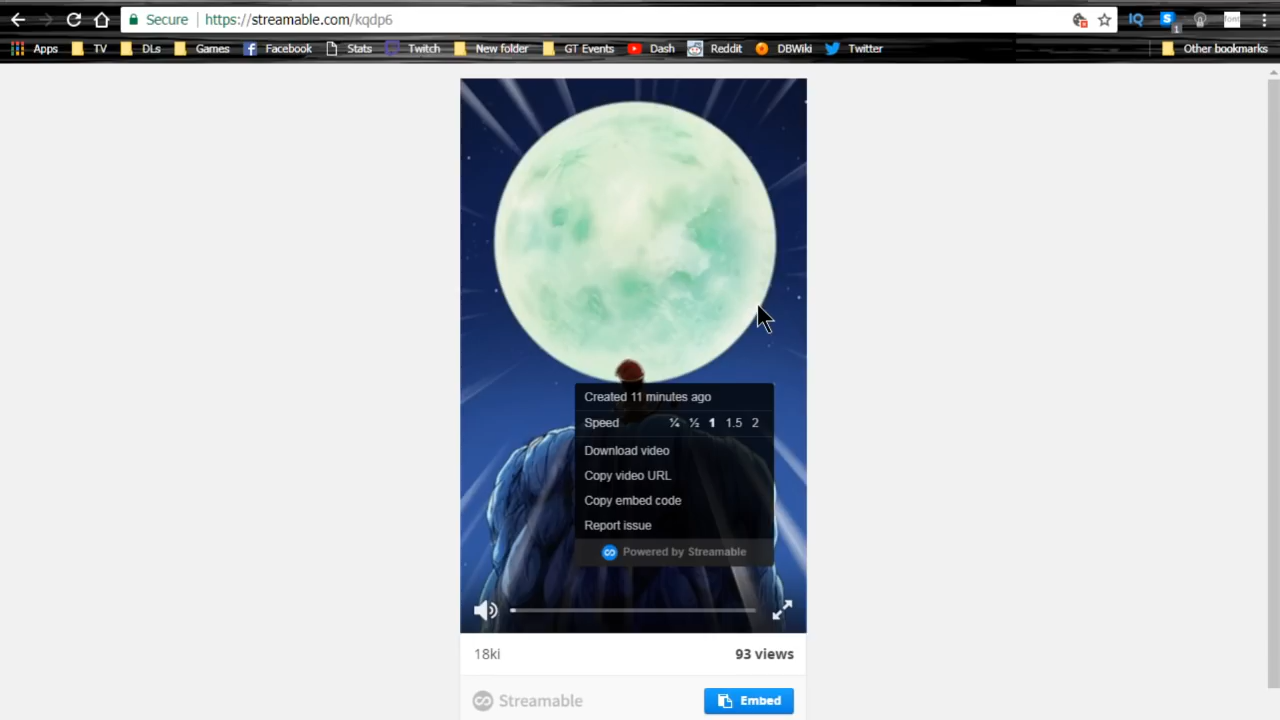 Secure https://streamable.com/kqdp6
IQ S 1
Apps TV DLs Games Facebook Stats Twitch New folder GT Events Dash Reddit DBWiki Twitter Other bookmarks
Created 11 minutes ago
Speed ¼ ½ 1 1.5 2
Download video
Copy video URL
Copy embed code
Report issue
Powered by Streamable
18ki 93 views
Streamable Embed